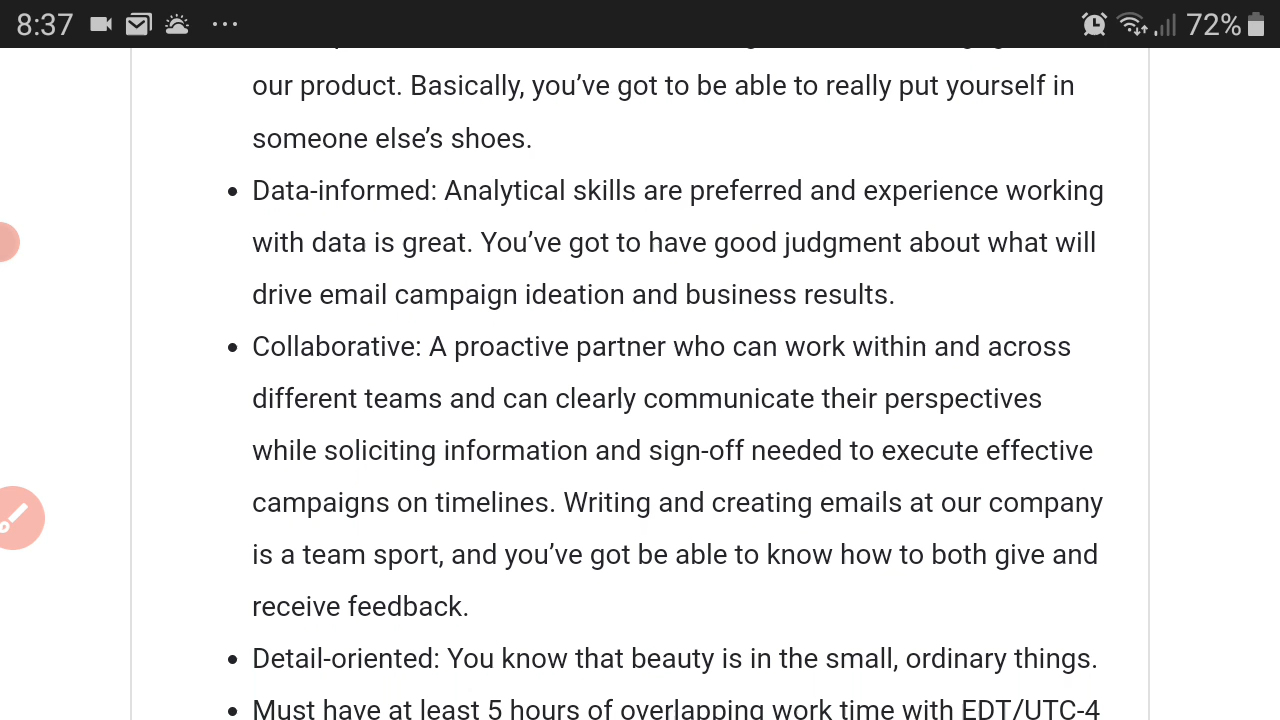 8:37 72%
our product. Basically, you’ve got to be able to really put yourself in
someone else’s shoes.
• Data-informed: Analytical skills are preferred and experience working
with data is great. You’ve got to have good judgment about what will
drive email campaign ideation and business results.
• Collaborative: A proactive partner who can work within and across
different teams and can clearly communicate their perspectives
while soliciting information and sign-off needed to execute effective
campaigns on timelines. Writing and creating emails at our company
is a team sport, and you’ve got be able to know how to both give and
receive feedback.
• Detail-oriented: You know that beauty is in the small, ordinary things.
• Must have at least 5 hours of overlapping work time with EDT/UTC-4